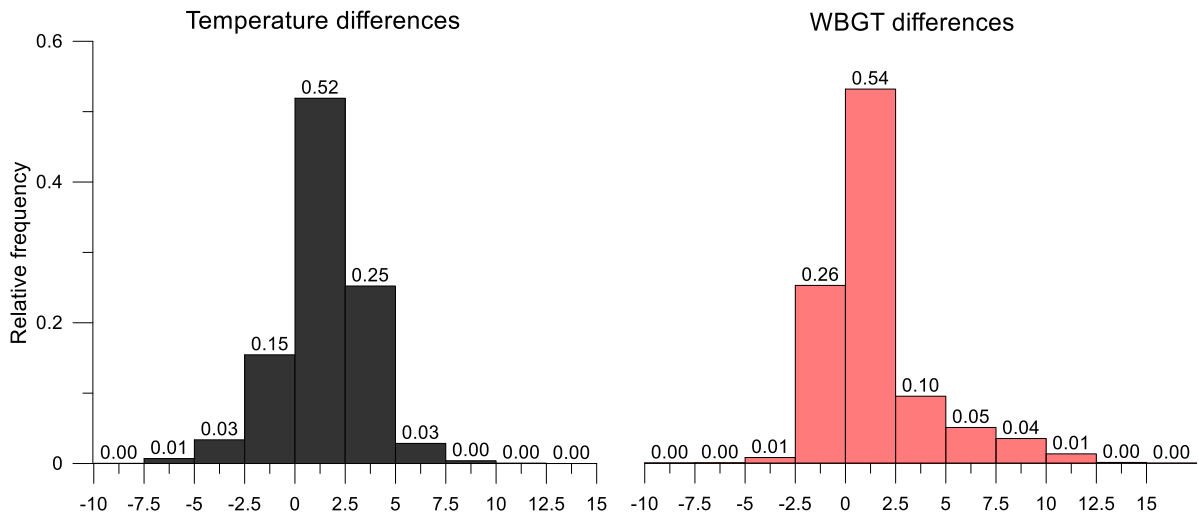 Temperature differences
WBGT differences
Relative frequency
0.6
0.4
0.2
0
0.00 0.01 0.03 0.15 0.52 0.25 0.03 0.00 0.00 0.00
-10 -7.5 -5 -2.5 0 2.5 5 7.5 10 12.5 15
0.00 0.00 0.01 0.26 0.54 0.10 0.05 0.04 0.01 0.00 0.00
-10 -7.5 -5 -2.5 0 2.5 5 7.5 10 12.5 15